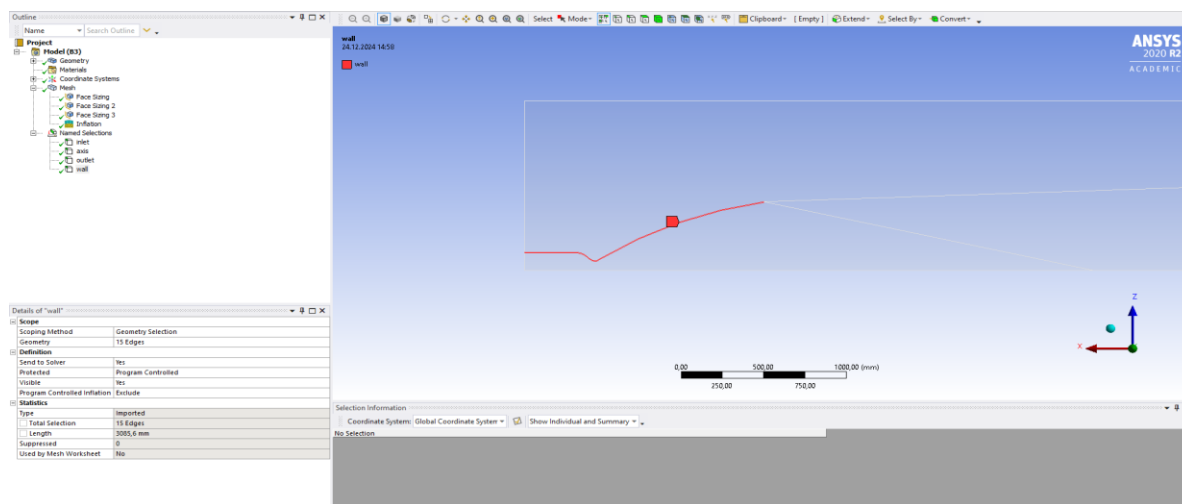 Outline
Name Search Outline
Project
Model (B3)
Geometry
Materials
Coordinate Systems
Mesh
Face Sizing
Face Sizing 2
Face Sizing 3
Inflation
Named Selections
inlet
axis
outlet
wall
Details of "wall"
Scope
Scoping Method Geometry Selection
Geometry 15 Edges
Definition
Send to Solver Yes
Protected Program Controlled
Visible Yes
Program Controlled Inflation Exclude
Statistics
Type Imported
Total Selection 15 Edges
Length 3085,6 mm
Suppressed 0
Used by Mesh Worksheet No
Select Mode Clipboard [ Empty ] Extend Select By Convert
wall
24.12.2024 14:58
wall
ANSYS
2020 R2
ACADEMIC
Z
X
0,00 500,00 1000,00 (mm)
250,00 750,00
Selection Information
Coordinate System: Global Coordinate System Show Individual and Summary
No Selection